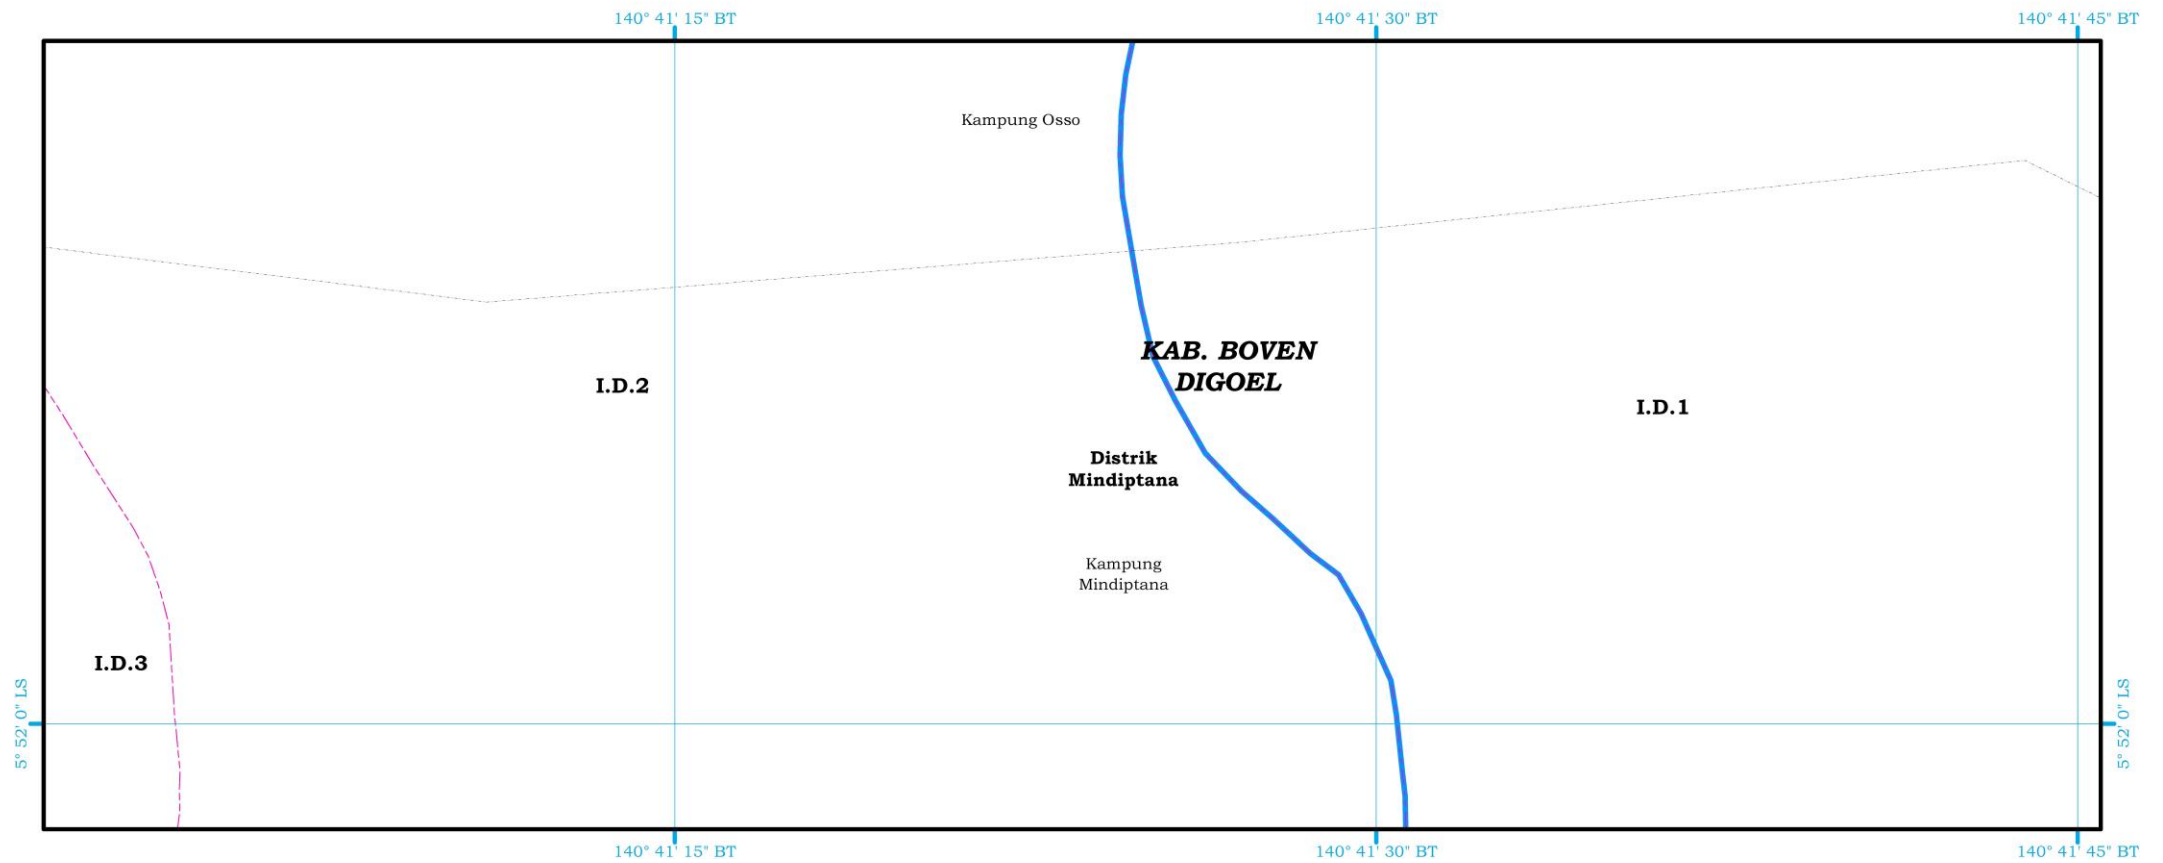 140° 41' 15" BT
140° 41' 30" BT
140° 41' 45" BT
Kampung Osso
KAB. BOVEN
DIGOEL
I.D.2
I.D.1
Distrik
Mindiptana
Kampung
Mindiptana
I.D.3
5° 52' 0" LS
5° 52' 0" LS
140° 41' 15" BT
140° 41' 30" BT
140° 41' 45" BT